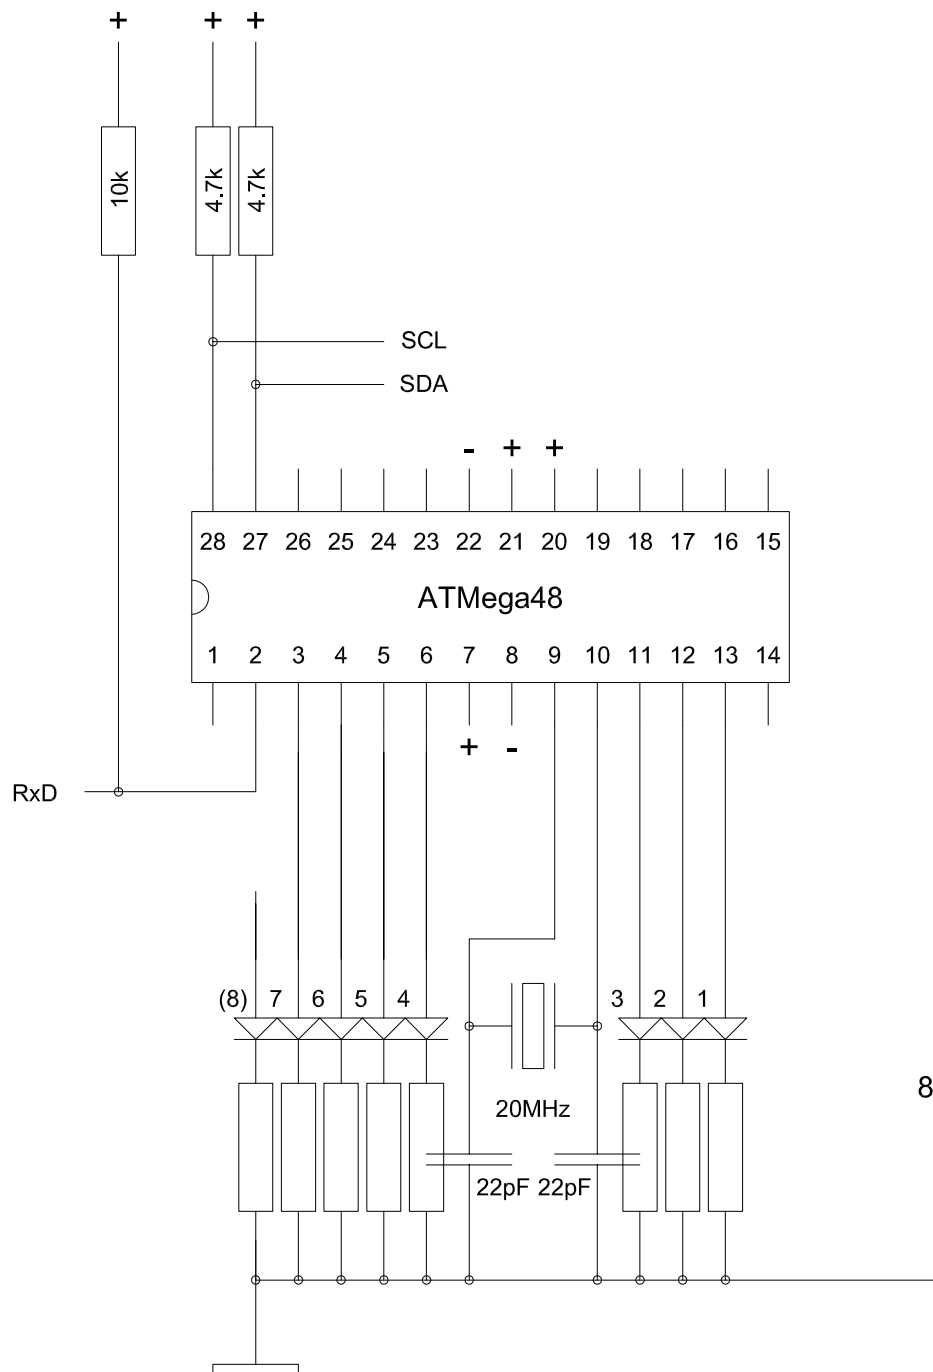 + + +
10k 4.7k 4.7k
SCL
SDA
- + +
28 27 26 25 24 23 22 21 20 19 18 17 16 15
ATMega48
1 2 3 4 5 6 7 8 9 10 11 12 13 14
+ -
RxD
(8) 7 6 5 4 3 2 1
8
20MHz
22pF 22pF